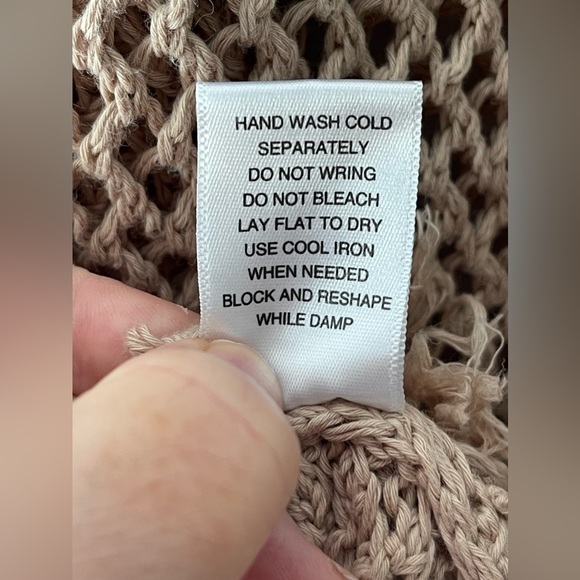 HAND WASH COLD
SEPARATELY
DO NOT WRING
DO NOT BLEACH
LAY FLAT TO DRY
USE COOL IRON
WHEN NEEDED
BLOCK AND RESHAPE
WHILE DAMP